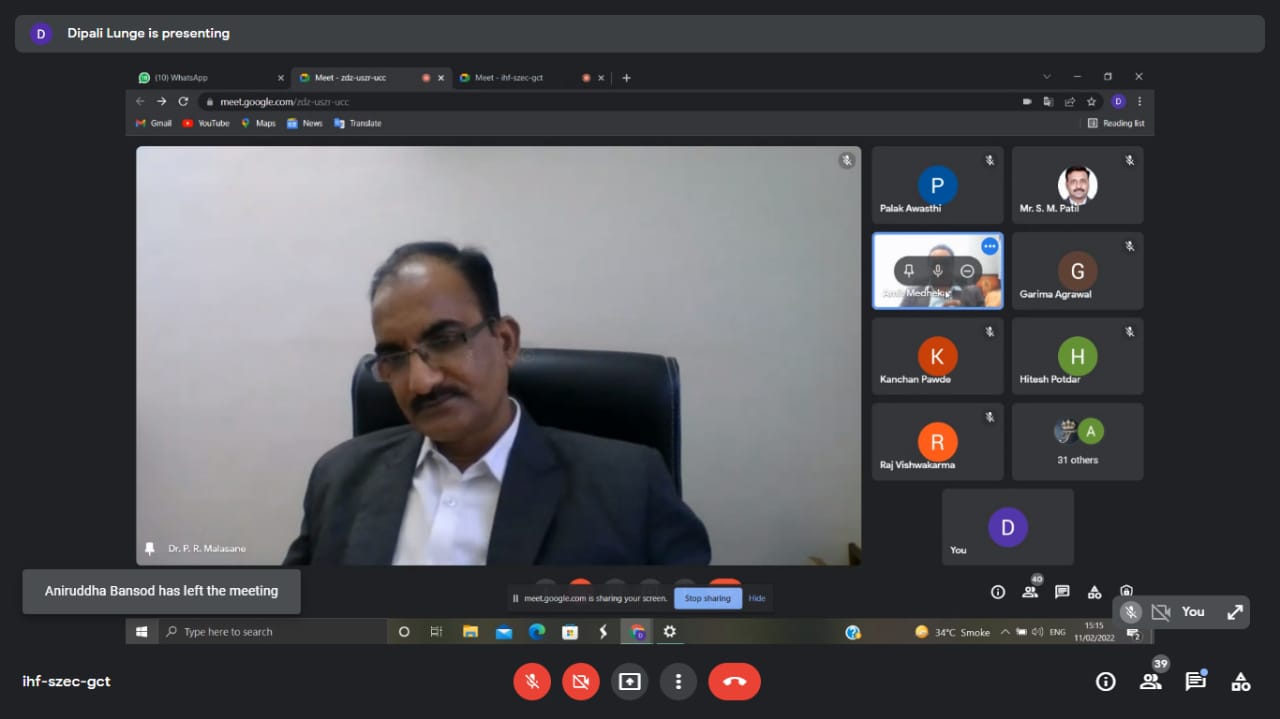 D
Dipali Lunge is presenting
(10) WhatsApp
Meet - zdz-uszr-ucc
Meet - ihf-szec-gct
meet.google.com/zdz-uszr-ucc
D
Gmail
YouTube
Maps
News
Translate
Reading list
P
Palak Awasthi
Mr. S. M. Patil
Amit Medhekar
G
Garima Agrawal
K
Kanchan Pawde
H
Hitesh Potdar
R
Raj Vishwakarma
A
31 others
D
You
Dr. P. R. Malasane
Aniruddha Bansod has left the meeting
meet.google.com is sharing your screen.
Stop sharing
Hide
40
You
Type here to search
34°C Smoke
ENG
15:15
11/02/2022
2
ihf-szec-gct
39